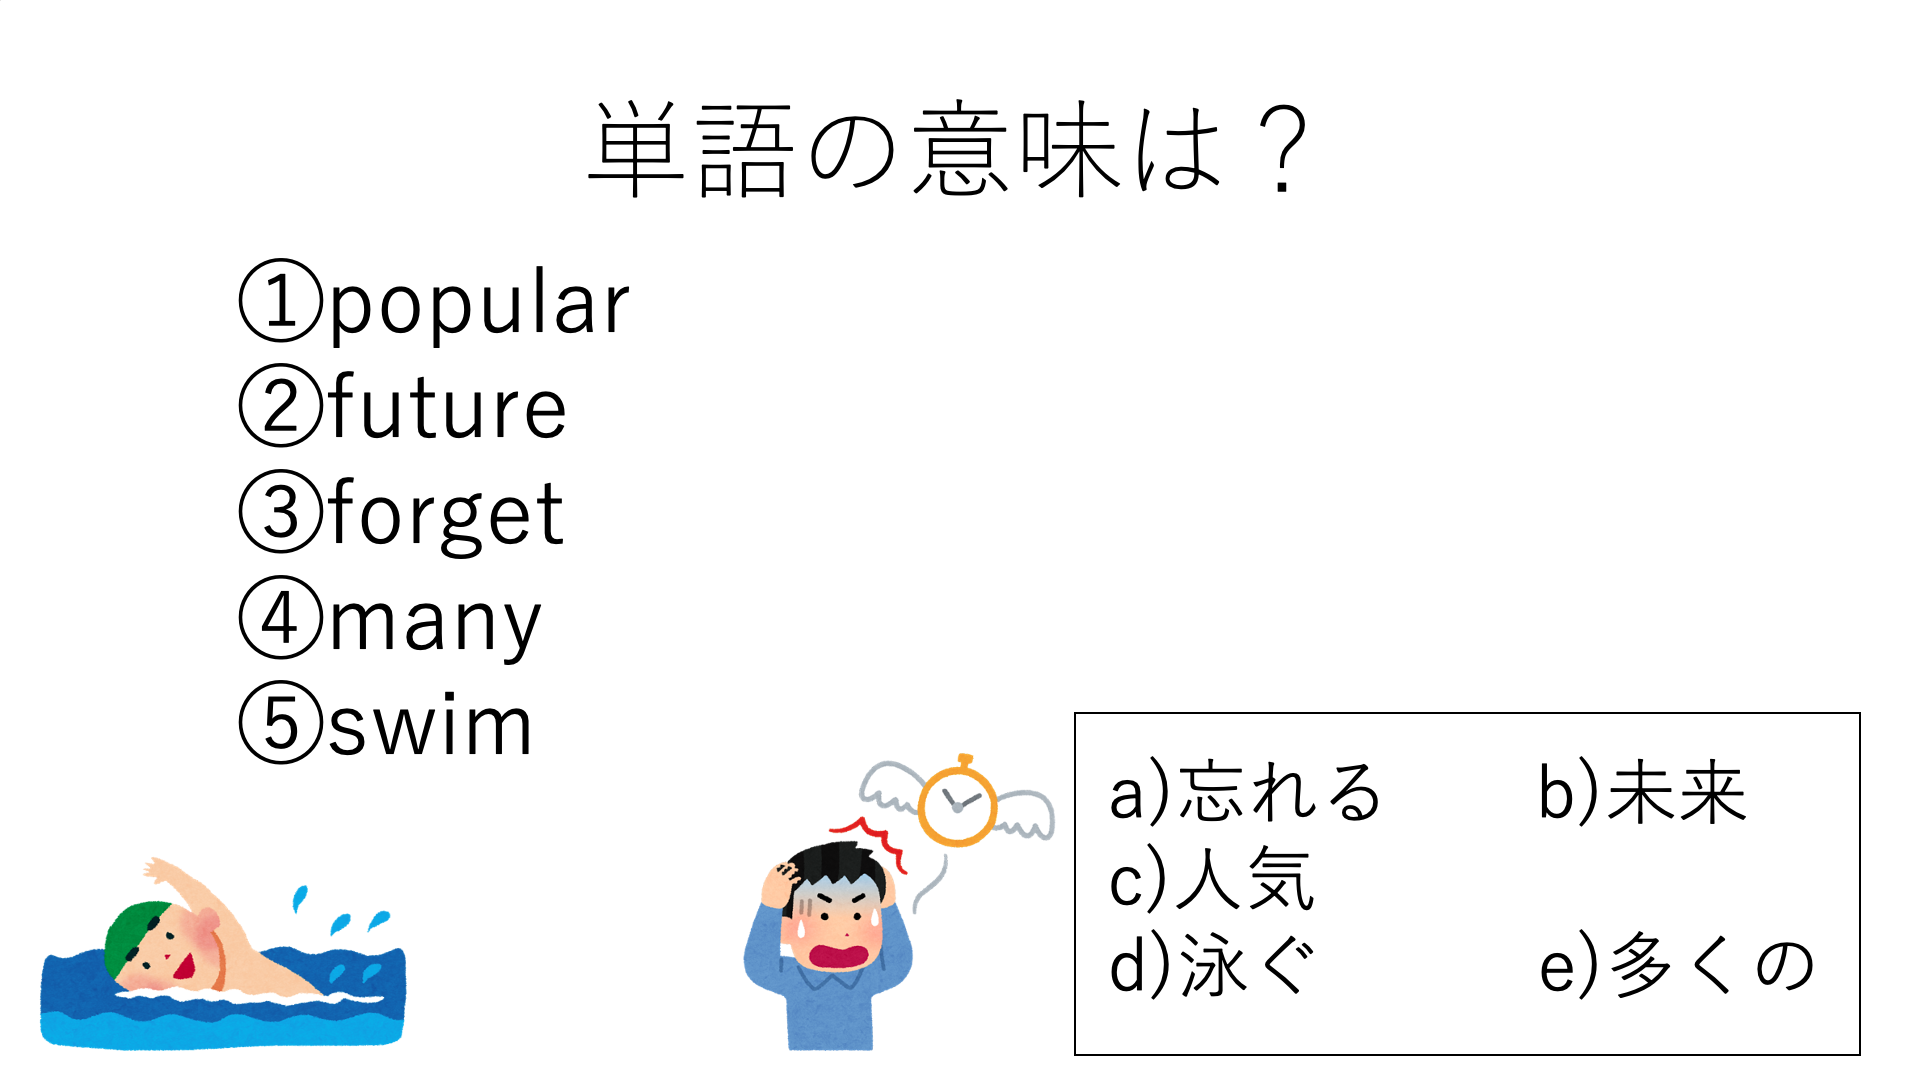 単語の意味は？
①popular
②future
③forget
④many
⑤swim
a)忘れる b)未来
c)人気
d)泳ぐ e)多くの